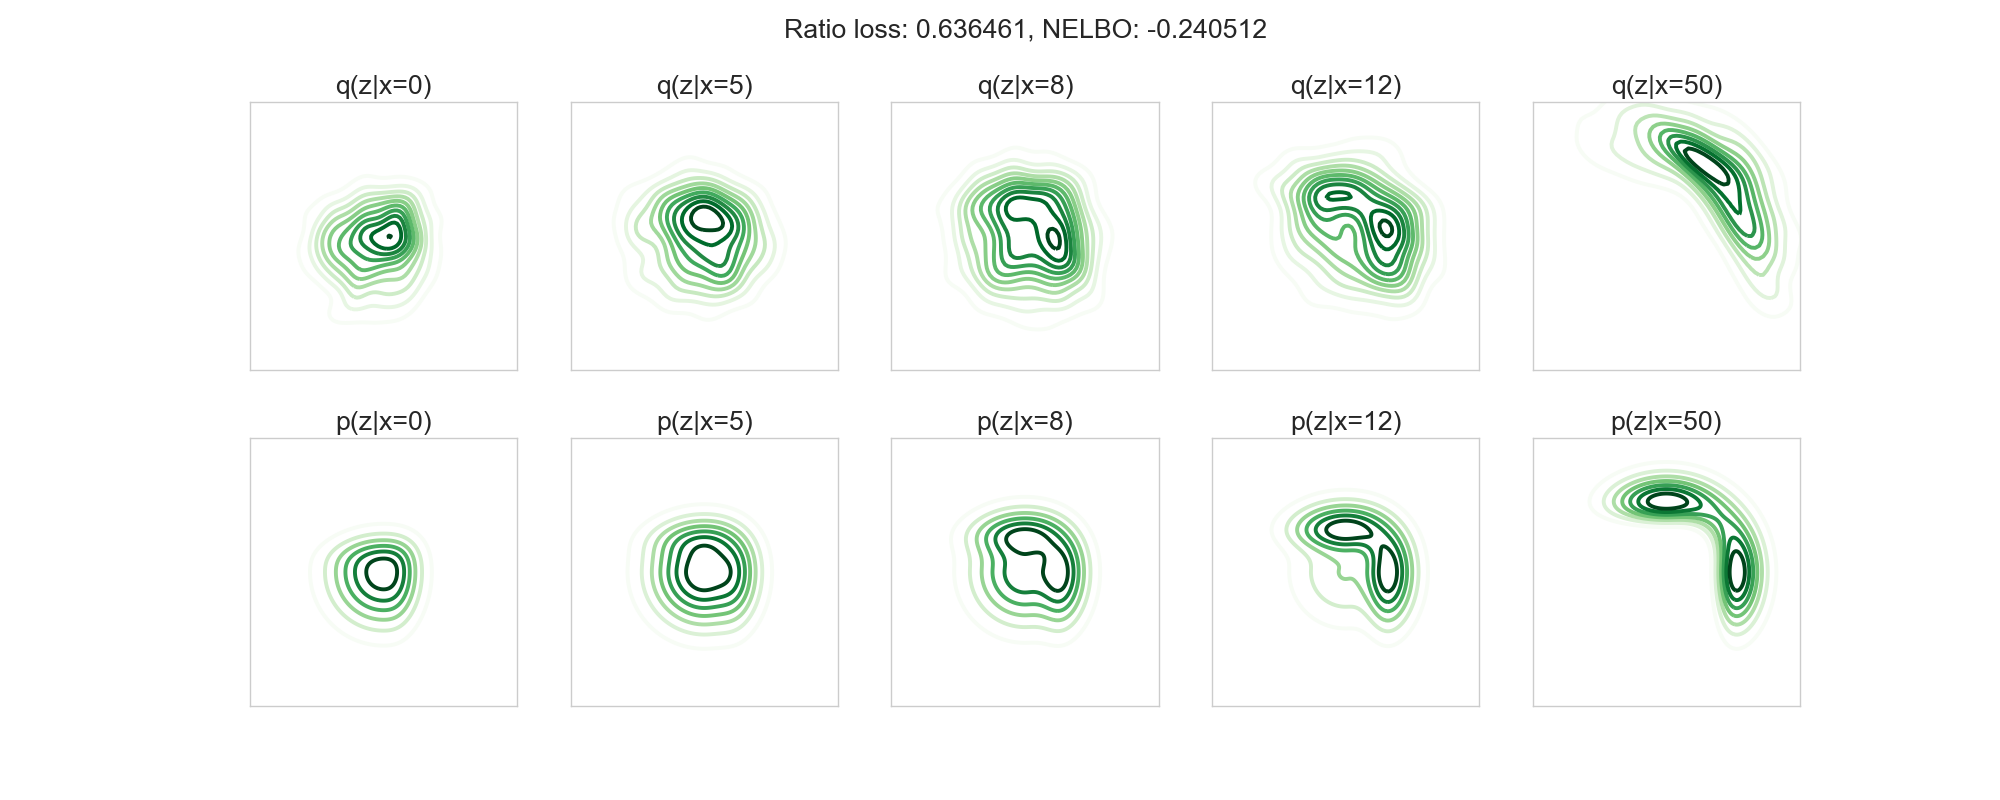 Ratio loss: 0.636461, NELBO: -0.240512
q(z|x=0) q(z|x=5) q(z|x=8) q(z|x=12) q(z|x=50)
p(z|x=0) p(z|x=5) p(z|x=8) p(z|x=12) p(z|x=50)